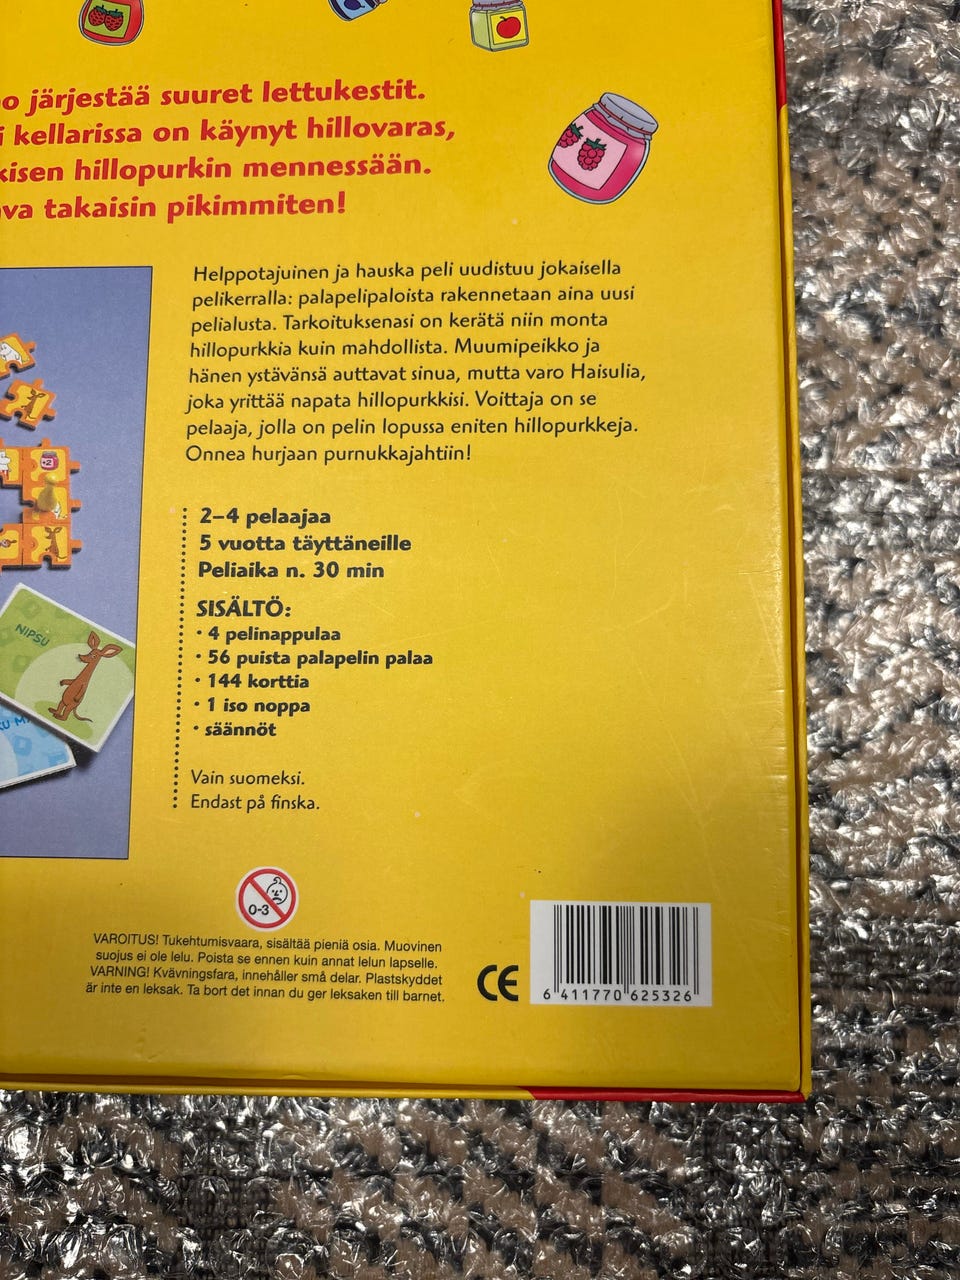 järjestää suuret lettukestit.
kellarissa on käynyt hillovaras,
hillopurkin mennessään.
takaisin pikimmiten!
Helppotajuinen ja hauska peli uudistuu jokaisella
pelikerralla: palapelipaloista rakennetaan aina uusi
pelialusta. Tarkoituksenasi on kerätä niin monta
hillopurkkia kuin mahdollista. Muumipeikko ja
hänen ystävänsä auttavat sinua, mutta varo Haisulia,
joka yrittää napata hillopurkkisi. Voittaja on se
pelaaja, jolla on pelin lopussa eniten hillopurkkeja.
Onnea hurjaan purnukkajahtiin!
2–4 pelaajaa
5 vuotta täyttäneille
Peliaika n. 30 min
SISÄLTÖ:
• 4 pelinappulaa
• 56 puista palapelin palaa
• 144 korttia
• 1 iso noppa
• säännöt
Vain suomeksi.
Endast på finska.
NIPSU
0-3
VAROITUS! Tukehtumisvaara, sisältää pieniä osia. Muovinen
suojus ei ole lelu. Poista se ennen kuin annat lelun lapselle.
VARNING! Kvävningsfara, innehåller små delar. Plastskyddet
är inte en leksak. Ta bort det innan du ger leksaken till barnet.
CE
6 411770 625326